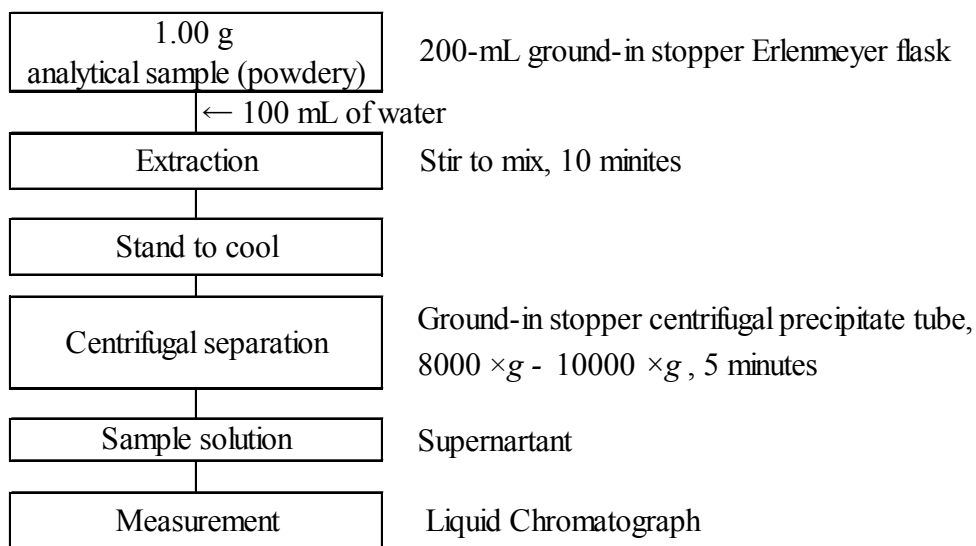 1.00 g
analytical sample (powdery)
200-mL ground-in stopper Erlenmeyer flask
← 100 mL of water
Extraction
Stir to mix, 10 minites
Stand to cool
Centrifugal separation
Ground-in stopper centrifugal precipitate tube,
8000 ×g - 10000 ×g , 5 minutes
Sample solution
Supernartant
Measurement
Liquid Chromatograph